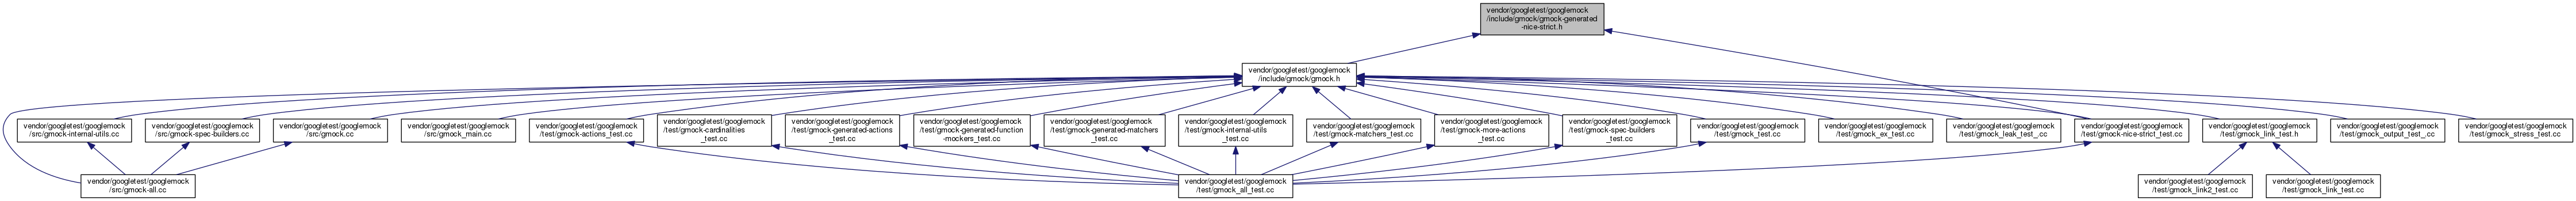 vendor/googletest/googlemock
/include/gmock/gmock-generated
-nice-strict.h
vendor/googletest/googlemock
/include/gmock/gmock.h
vendor/googletest/googlemock
/src/gmock-internal-utils.cc
vendor/googletest/googlemock
/src/gmock-spec-builders.cc
vendor/googletest/googlemock
/src/gmock.cc
vendor/googletest/googlemock
/src/gmock_main.cc
vendor/googletest/googlemock
/test/gmock-actions_test.cc
vendor/googletest/googlemock
/test/gmock-cardinalities
_test.cc
vendor/googletest/googlemock
/test/gmock-generated-actions
_test.cc
vendor/googletest/googlemock
/test/gmock-generated-function
-mockers_test.cc
vendor/googletest/googlemock
/test/gmock-generated-matchers
_test.cc
vendor/googletest/googlemock
/test/gmock-internal-utils
_test.cc
vendor/googletest/googlemock
/test/gmock-matchers_test.cc
vendor/googletest/googlemock
/test/gmock-more-actions
_test.cc
vendor/googletest/googlemock
/test/gmock-spec-builders
_test.cc
vendor/googletest/googlemock
/test/gmock_test.cc
vendor/googletest/googlemock
/test/gmock_ex_test.cc
vendor/googletest/googlemock
/test/gmock_leak_test_.cc
vendor/googletest/googlemock
/test/gmock-nice-strict_test.cc
vendor/googletest/googlemock
/test/gmock_link_test.h
vendor/googletest/googlemock
/test/gmock_output_test_.cc
vendor/googletest/googlemock
/test/gmock_stress_test.cc
vendor/googletest/googlemock
/src/gmock-all.cc
vendor/googletest/googlemock
/test/gmock_all_test.cc
vendor/googletest/googlemock
/test/gmock_link2_test.cc
vendor/googletest/googlemock
/test/gmock_link_test.cc